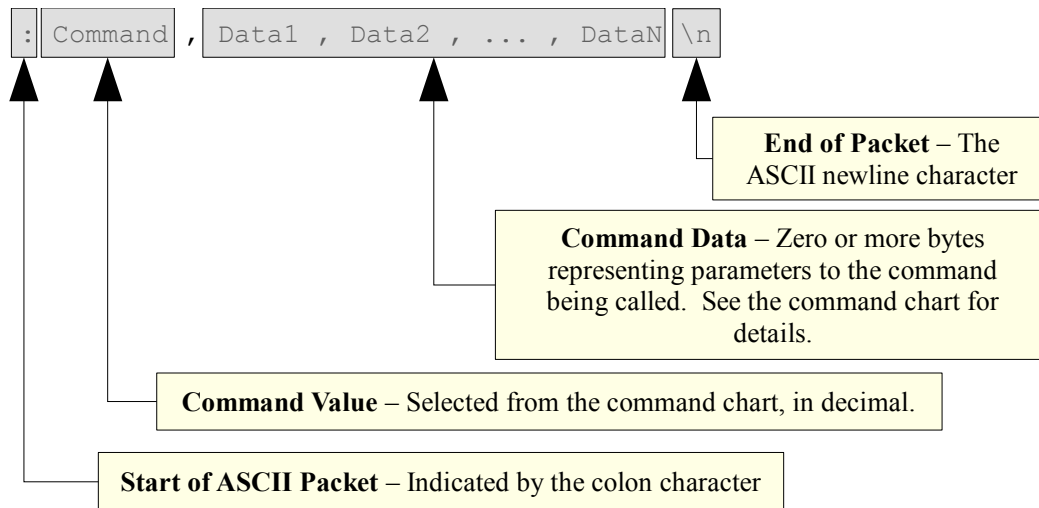 : Command , Data1 , Data2 , ... , DataN \n
End of Packet – The
ASCII newline character
Command Data – Zero or more bytes
representing parameters to the command
being called. See the command chart for
details.
Command Value – Selected from the command chart, in decimal.
Start of ASCII Packet – Indicated by the colon character